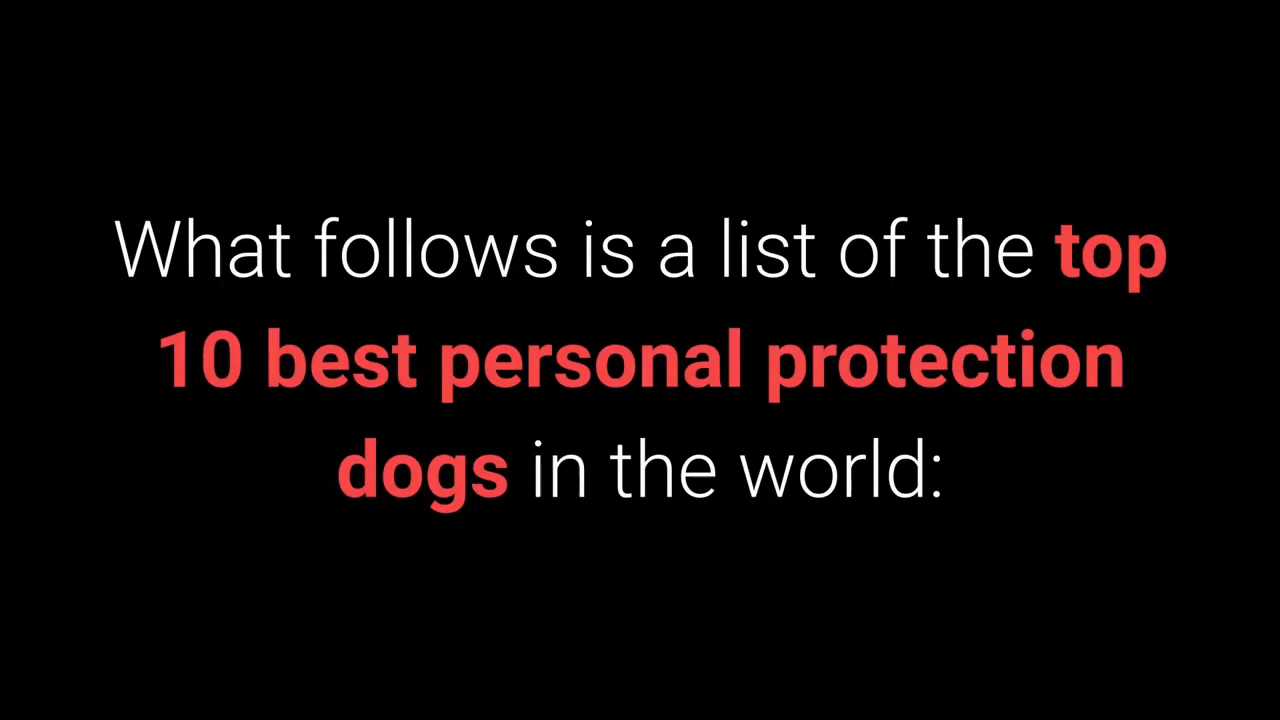 What follows is a list of the top
10 best personal protection
dogs in the world: